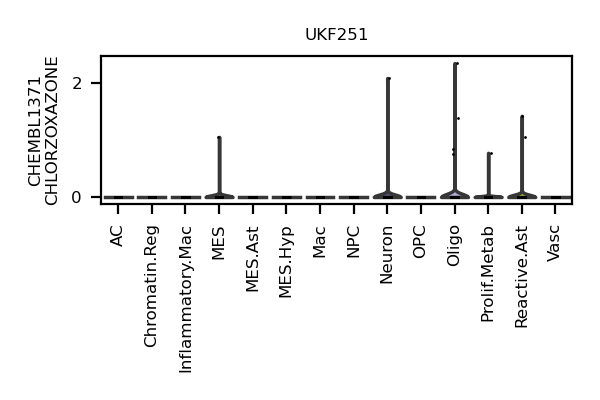 UKF251
CHEMBL1371
CHLORZOXAZONE
2
0
AC
Chromatin.Reg
Inflammatory.Mac
MES
MES.Ast
MES.Hyp
Mac
NPC
Neuron
OPC
Oligo
Prolif.Metab
Reactive.Ast
Vasc